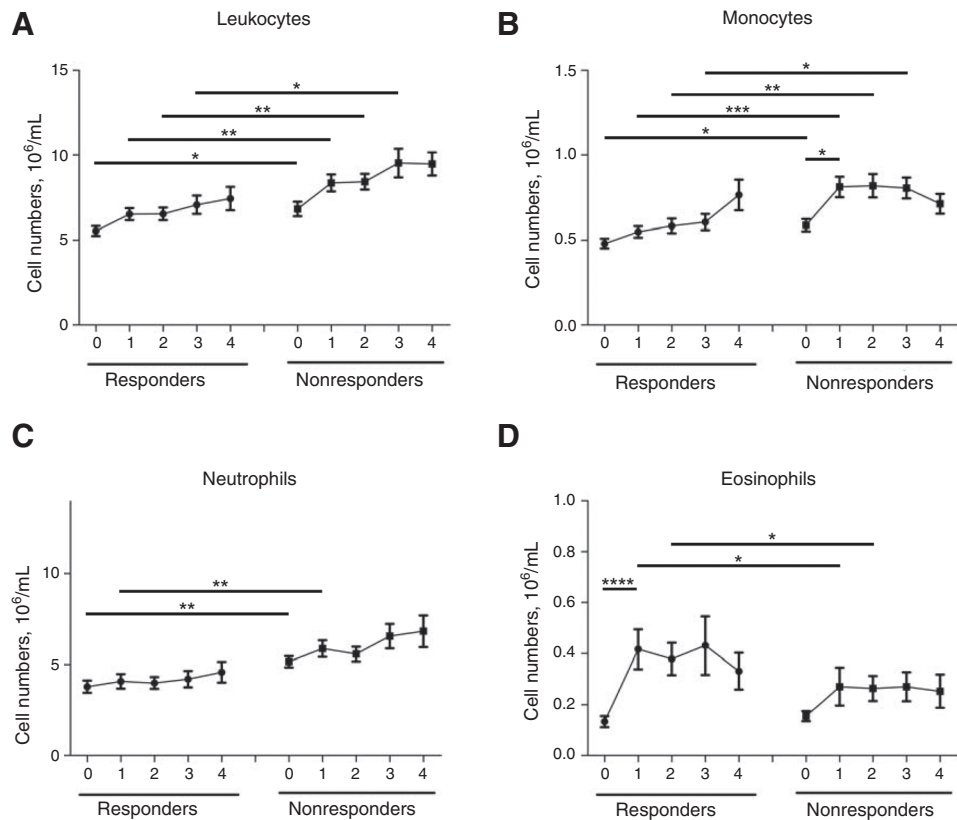 A
Leukocytes
15
10
5
0
Cell numbers, 10⁶/mL
*
**
**
*
0 1 2 3 4 0 1 2 3 4
Responders Nonresponders
B
Monocytes
1.5
1.0
0.5
0.0
Cell numbers, 10⁶/mL
*
**
***
*
*
0 1 2 3 4 0 1 2 3 4
Responders Nonresponders
C
Neutrophils
10
5
0
Cell numbers, 10⁶/mL
**
**
0 1 2 3 4 0 1 2 3 4
Responders Nonresponders
D
Eosinophils
1.0
0.8
0.6
0.4
0.2
0.0
Cell numbers, 10⁶/mL
*
*
****
0 1 2 3 4 0 1 2 3 4
Responders Nonresponders